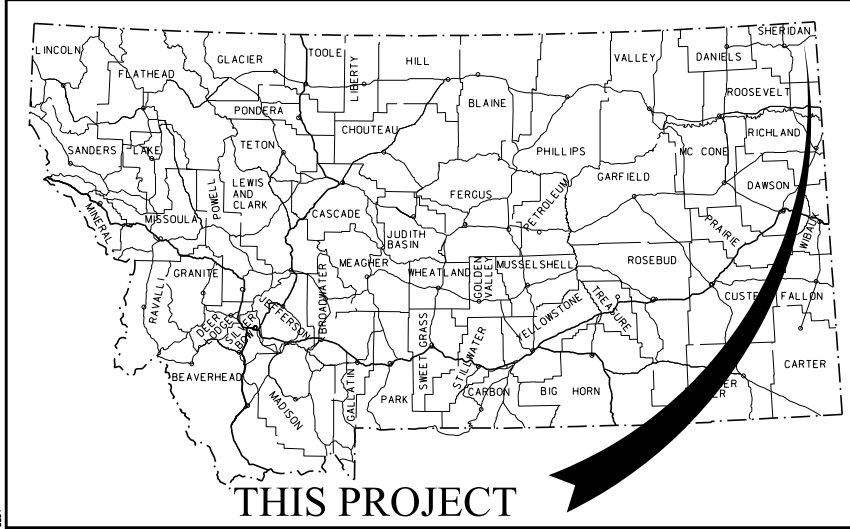 SHERIDAN
LINCOLN
GLACIER
TOOLE
LIBERTY
HILL
VALLEY
DANIELS
FLATHEAD
PONDERA
BLAINE
ROOSEVELT
CHOUTEAU
RICHLAND
SANDERS
LAKE
TETON
PHILLIPS
MC CONE
GARFIELD
LEWIS
AND
CLARK
POWELL
FERGUS
PETROLEUM
DAWSON
MINERAL
MISSOULA
CASCADE
JUDITH
BASIN
PRAIRIE
WIBAUX
GRANITE
MEAGHER
WHEATLAND
GOLDEN
VALLEY
MUSSELSHELL
ROSEBUD
RAVALLI
DEER
LODGE
SILVER
BOW
JEFFERSON
BROADWATER
SWEET GRASS
STILLWATER
YELLOWSTONE
TREASURE
CUSTE
FALLON
BEAVERHEAD
MADISON
GALLATIN
PARK
CARBON
BIG HORN
CARTER
THIS PROJECT